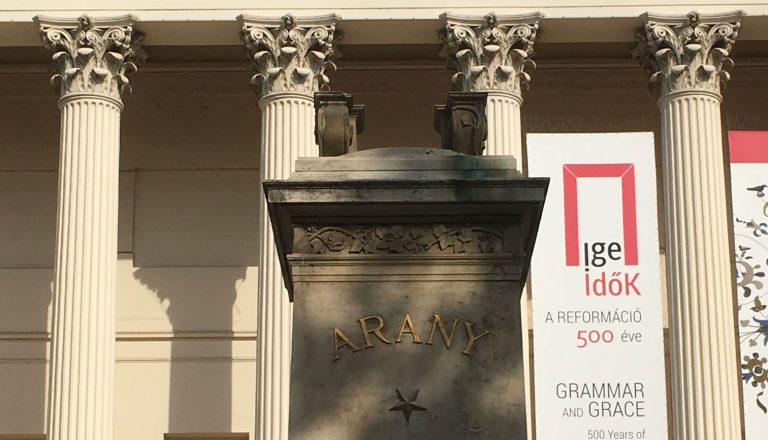 ARANY
Ige
IdőK
A REFORMÁCIÓ
500 éve
GRAMMAR
AND GRACE
500 Years of